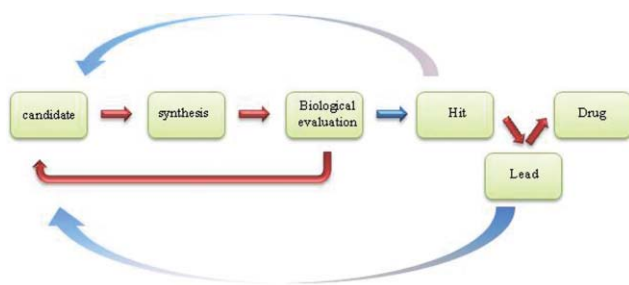 candidate
synthesis
Biological
evaluation
Hit
Drug
Lead